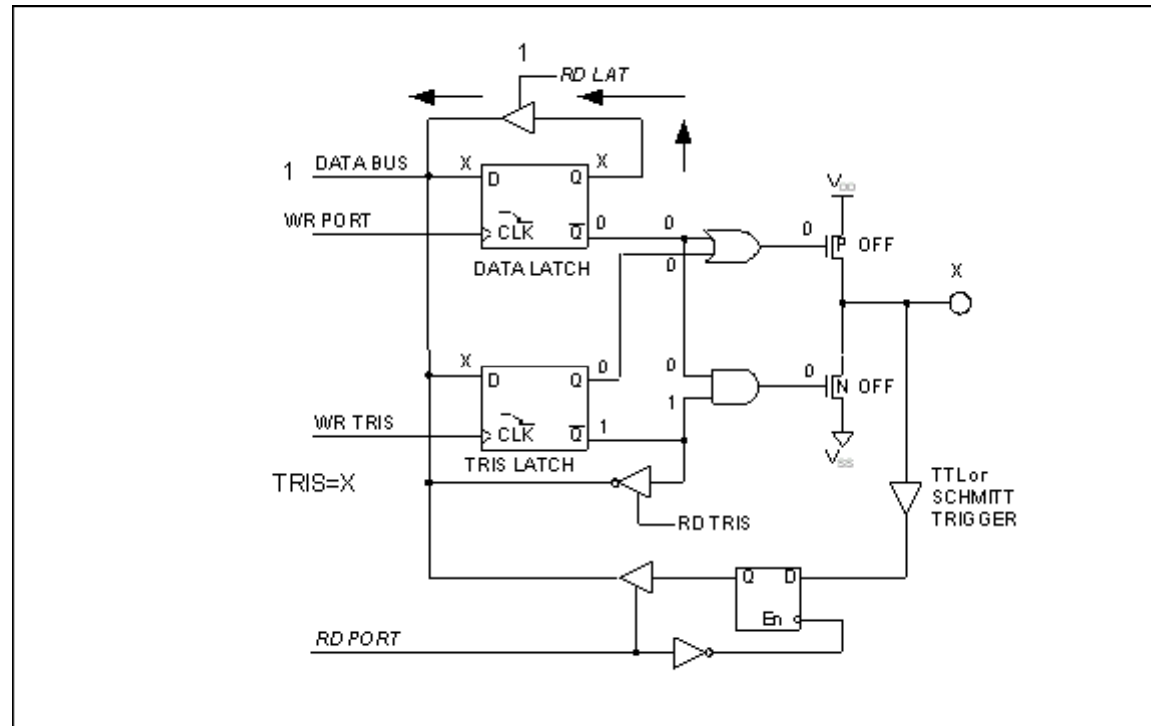 1
RD LAT
1 DATA BUS
X
D
Q
X
WR PORT
CLK
Q
0
DATA LATCH
0
0
VDD
0
P OFF
X
X
D
Q
0
0
1
0
N OFF
WR TRIS
CLK
Q
1
TRIS LATCH
VSS
TRIS=X
RD TRIS
TTL or
SCHMITT
TRIGGER
Q D
En
RD PORT